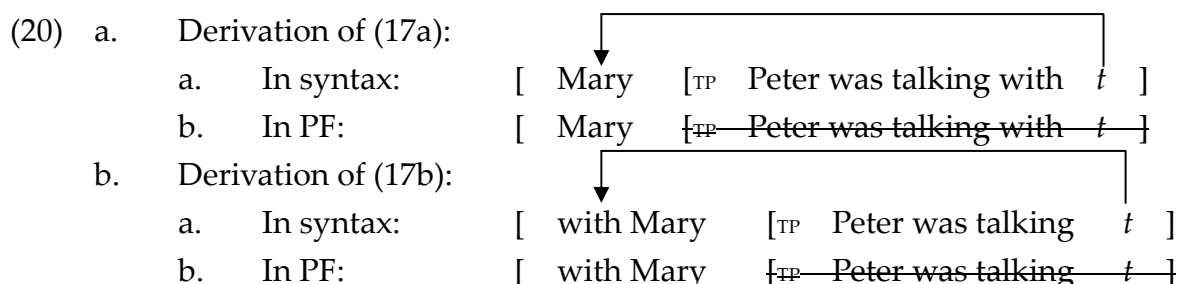 (20) a. Derivation of (17a):
a. In syntax: [ Mary [TP Peter was talking with t ]
b. In PF: [ Mary [TP Peter was talking with t ]
b. Derivation of (17b):
a. In syntax: [ with Mary [TP Peter was talking t ]
b. In PF: [ with Mary [TP Peter was talking t ]